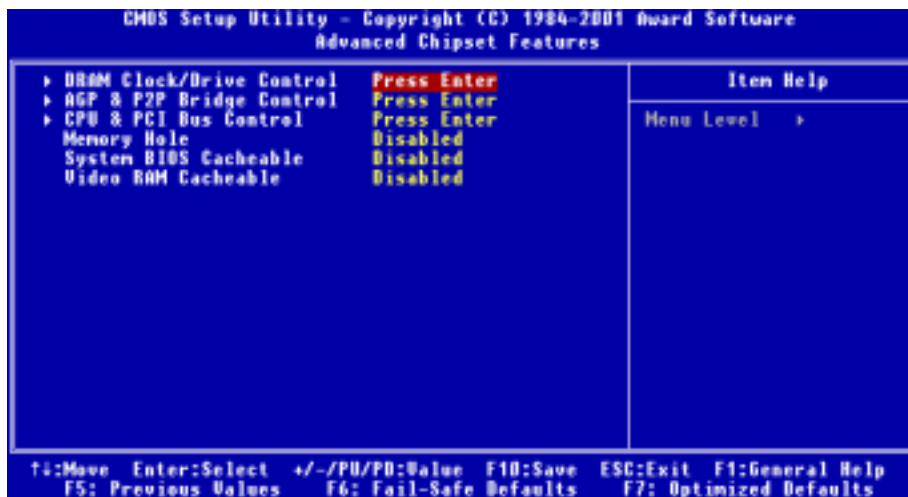 CMOS Setup Utility - Copyright (C) 1984-2001 Award Software
Advanced Chipset Features
▸ DRAM Clock/Drive Control Press Enter
▸ AGP & P2P Bridge Control Press Enter
▸ CPU & PCI Bus Control Press Enter
Memory Hole Disabled
System BIOS Cacheable Disabled
Video RAM Cacheable Disabled
Item Help
Menu Level ▸
↑↓:Move Enter:Select +/-/PU/PD:Value F10:Save ESC:Exit F1:General Help
F5: Previous Values F6: Fail-Safe Defaults F7: Optimized Defaults